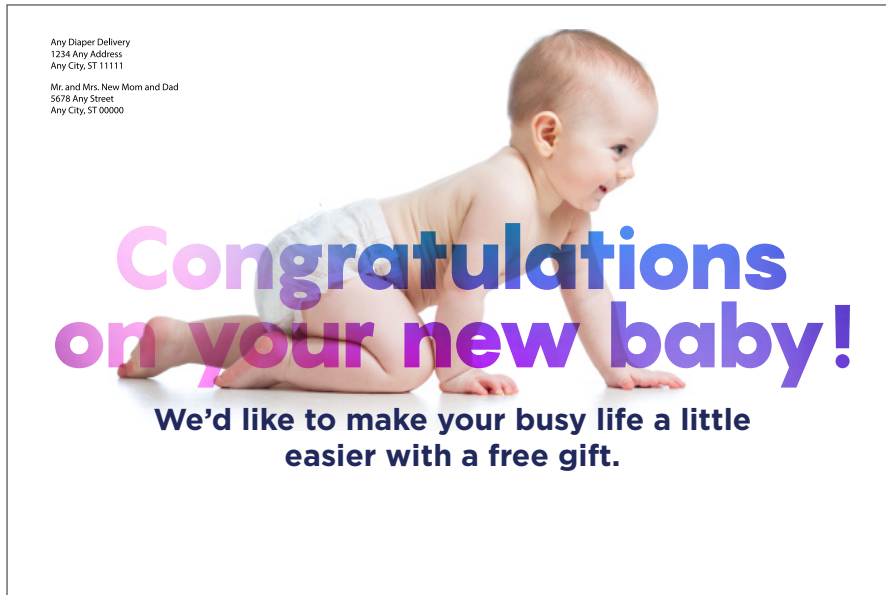 Any Diaper Delivery
1234 Any Address
Any City, ST 11111
Mr. and Mrs. New Mom and Dad
5678 Any Street
Any City, ST 00000
Congratulations
on your new baby!
We’d like to make your busy life a little
easier with a free gift.